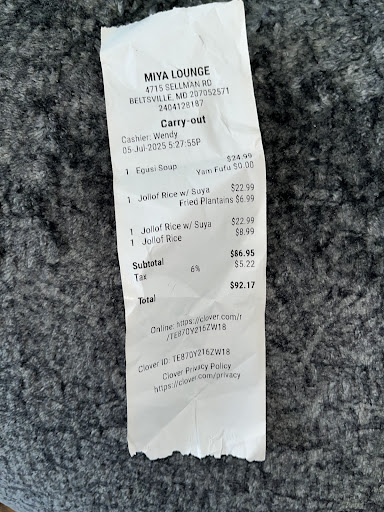 MIYA LOUNGE
4715 SELLMAN RD
BELTSVILLE, MD 207052571
2404128187
Carry-out
Cashier: Wendy
05-Jul-2025 5:27:55P
1 Egusi Soup $24.99
Yam Fufu $0.00
1 Jollof Rice w/ Suya $22.99
Fried Plantains $6.99
1 Jollof Rice w/ Suya $22.99
1 Jollof Rice $8.99
Subtotal $86.95
Tax 6% $5.22
Total $92.17
Online: https://clover.com/r
/TE870Y216ZW18
Clover ID: TE870Y216ZW18
Clover Privacy Policy
https://clover.com/privacy